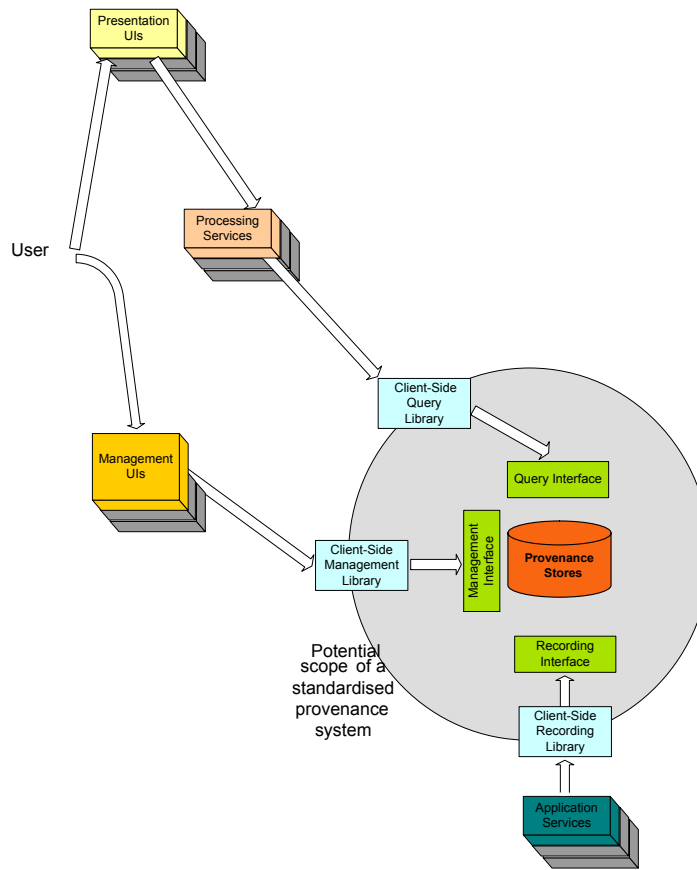 Presentation
UIs
Processing
Services
User
Client-Side
Query
Library
Management
UIs
Query Interface
Management
Interface
Provenance
Stores
Client-Side
Management
Library
Recording
Interface
Potential
scope of a
standardised
provenance
system
Client-Side
Recording
Library
Application
Services